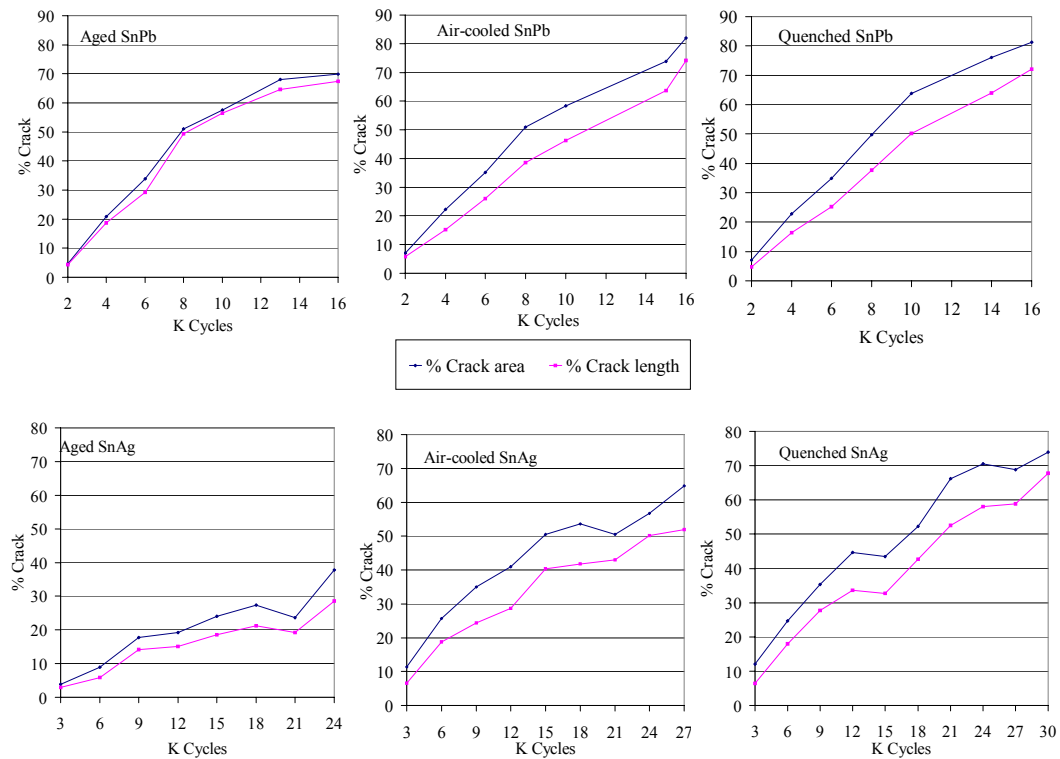 Aged SnPb
90
80
70
60
50
40
30
20
10
0
% Crack
2 4 6 8 10 12 14 16
K Cycles
Air-cooled SnPb
90
80
70
60
50
40
30
20
10
0
% Crack
2 4 6 8 10 12 14 16
K Cycles
Quenched SnPb
90
80
70
60
50
40
30
20
10
0
% Crack
2 4 6 8 10 12 14 16
K Cycles
% Crack area % Crack length
Aged SnAg
80
70
60
50
40
30
20
10
0
% Crack
3 6 9 12 15 18 21 24
K Cycles
Air-cooled SnAg
80
70
60
50
40
30
20
10
0
% Crack
3 6 9 12 15 18 21 24 27
K Cycles
Quenched SnAg
80
70
60
50
40
30
20
10
0
% Crack
3 6 9 12 15 18 21 24 27 30
K Cycles